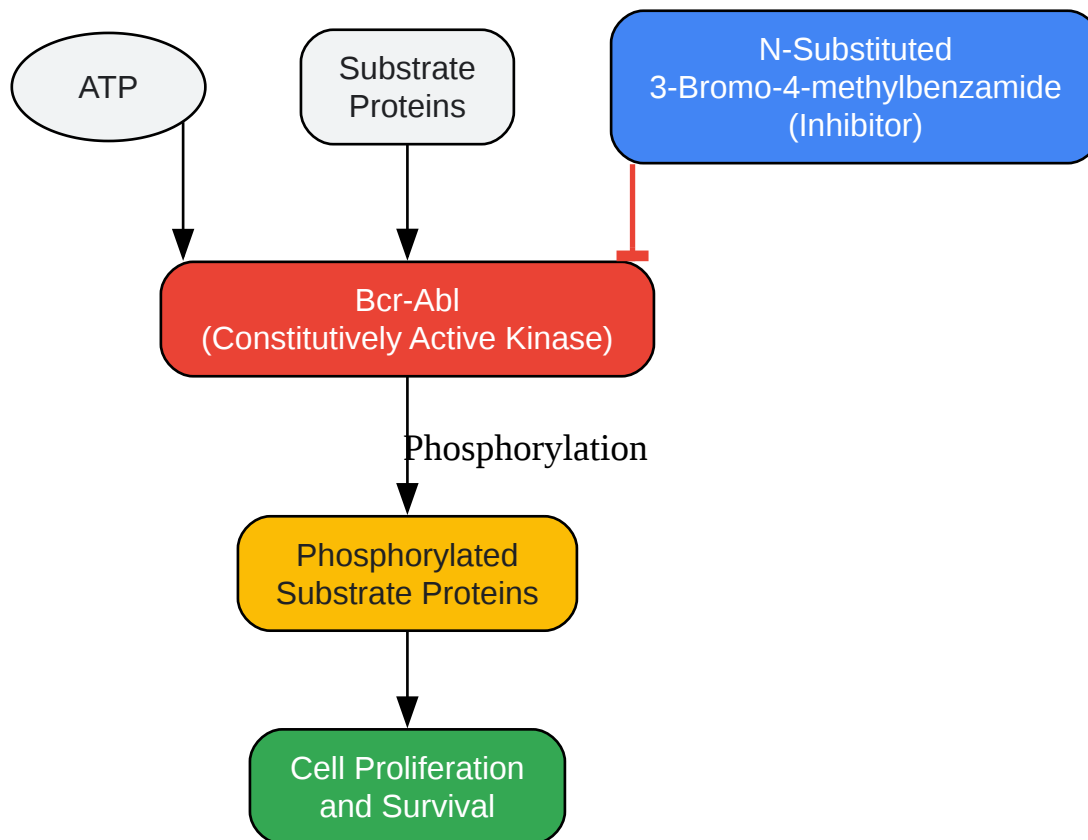 ATP
Substrate
Proteins
N-Substituted
3-Bromo-4-methylbenzamide
(Inhibitor)
Bcr-Abl
(Constitutively Active Kinase)
Phosphorylation
Phosphorylated
Substrate Proteins
Cell Proliferation
and Survival